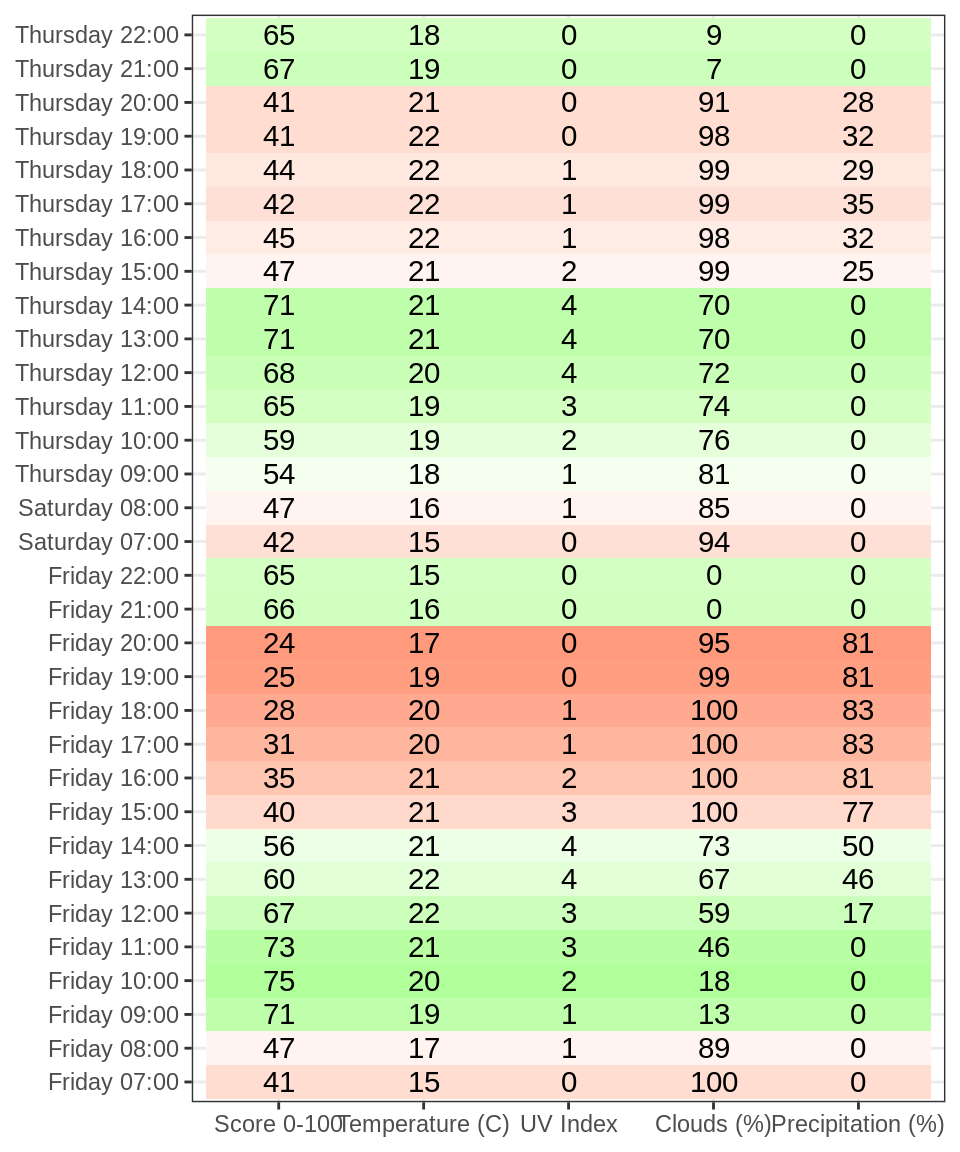 Thursday 22:00 65 18 0 9 0
Thursday 21:00 67 19 0 7 0
Thursday 20:00 41 21 0 91 28
Thursday 19:00 41 22 0 98 32
Thursday 18:00 44 22 1 99 29
Thursday 17:00 42 22 1 99 35
Thursday 16:00 45 22 1 98 32
Thursday 15:00 47 21 2 99 25
Thursday 14:00 71 21 4 70 0
Thursday 13:00 71 21 4 70 0
Thursday 12:00 68 20 4 72 0
Thursday 11:00 65 19 3 74 0
Thursday 10:00 59 19 2 76 0
Thursday 09:00 54 18 1 81 0
Saturday 08:00 47 16 1 85 0
Saturday 07:00 42 15 0 94 0
Friday 22:00 65 15 0 0 0
Friday 21:00 66 16 0 0 0
Friday 20:00 24 17 0 95 81
Friday 19:00 25 19 0 99 81
Friday 18:00 28 20 1 100 83
Friday 17:00 31 20 1 100 83
Friday 16:00 35 21 2 100 81
Friday 15:00 40 21 3 100 77
Friday 14:00 56 21 4 73 50
Friday 13:00 60 22 4 67 46
Friday 12:00 67 22 3 59 17
Friday 11:00 73 21 3 46 0
Friday 10:00 75 20 2 18 0
Friday 09:00 71 19 1 13 0
Friday 08:00 47 17 1 89 0
Friday 07:00 41 15 0 100 0
Score 0-100 Temperature (C) UV Index Clouds (%) Precipitation (%)